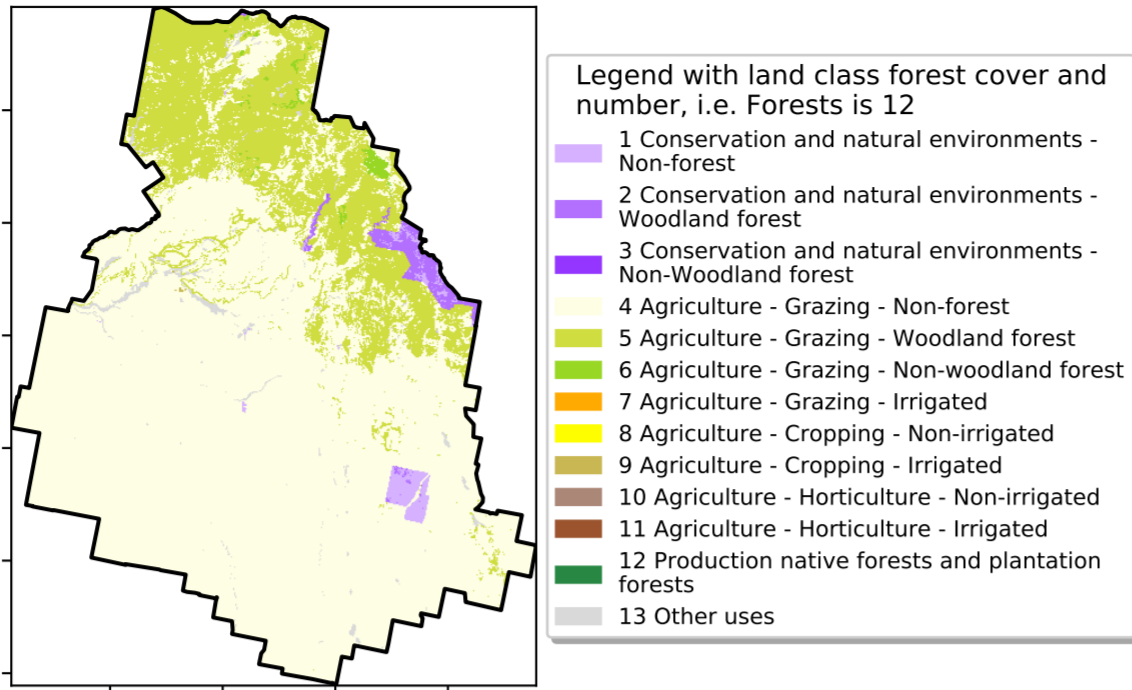 Legend with land class forest cover and
number, i.e. Forests is 12
1 Conservation and natural environments -
Non-forest
2 Conservation and natural environments -
Woodland forest
3 Conservation and natural environments -
Non-Woodland forest
4 Agriculture - Grazing - Non-forest
5 Agriculture - Grazing - Woodland forest
6 Agriculture - Grazing - Non-woodland forest
7 Agriculture - Grazing - Irrigated
8 Agriculture - Cropping - Non-irrigated
9 Agriculture - Cropping - Irrigated
10 Agriculture - Horticulture - Non-irrigated
11 Agriculture - Horticulture - Irrigated
12 Production native forests and plantation
forests
13 Other uses